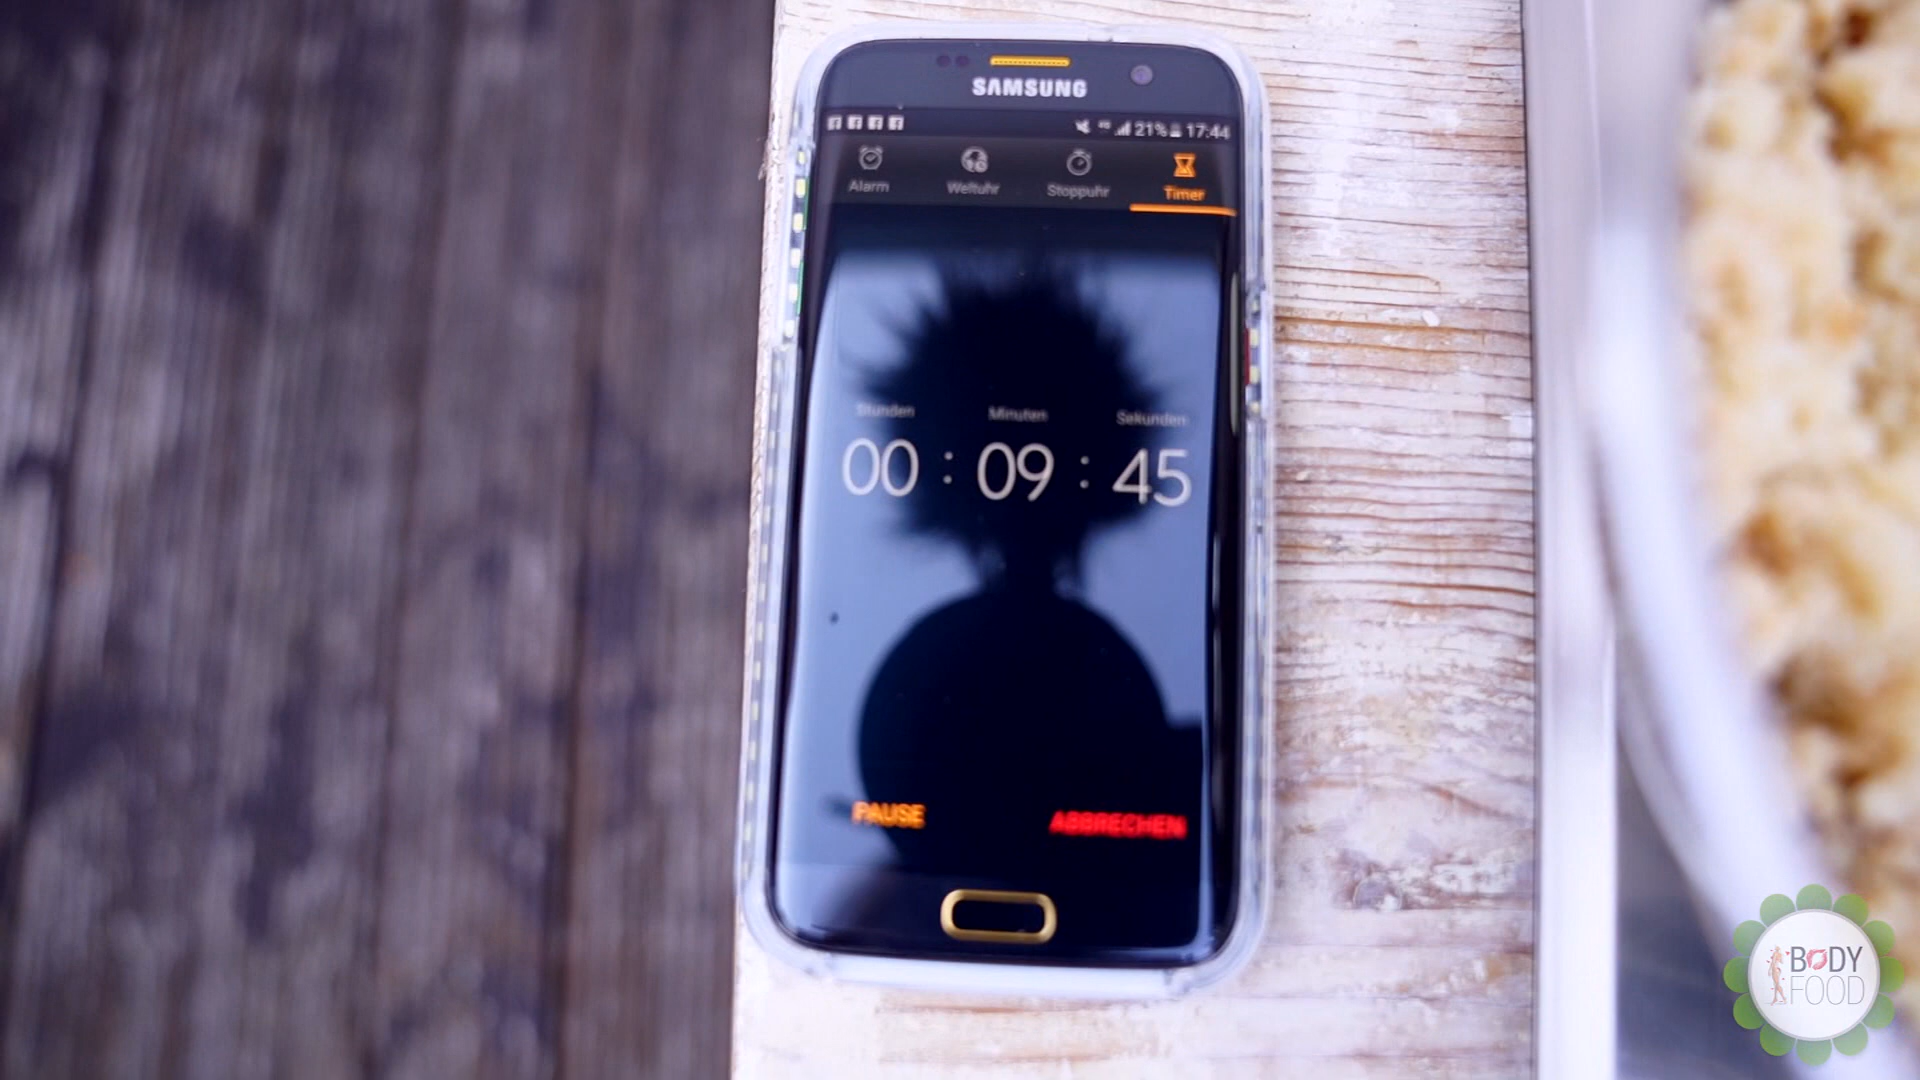 SAMSUNG
21% 17:44
Alarm Weltuhr Stoppuhr Timer
Stunden Minuten Sekunden
00 : 09 : 45
PAUSE ABBRECHEN
BODY
FOOD